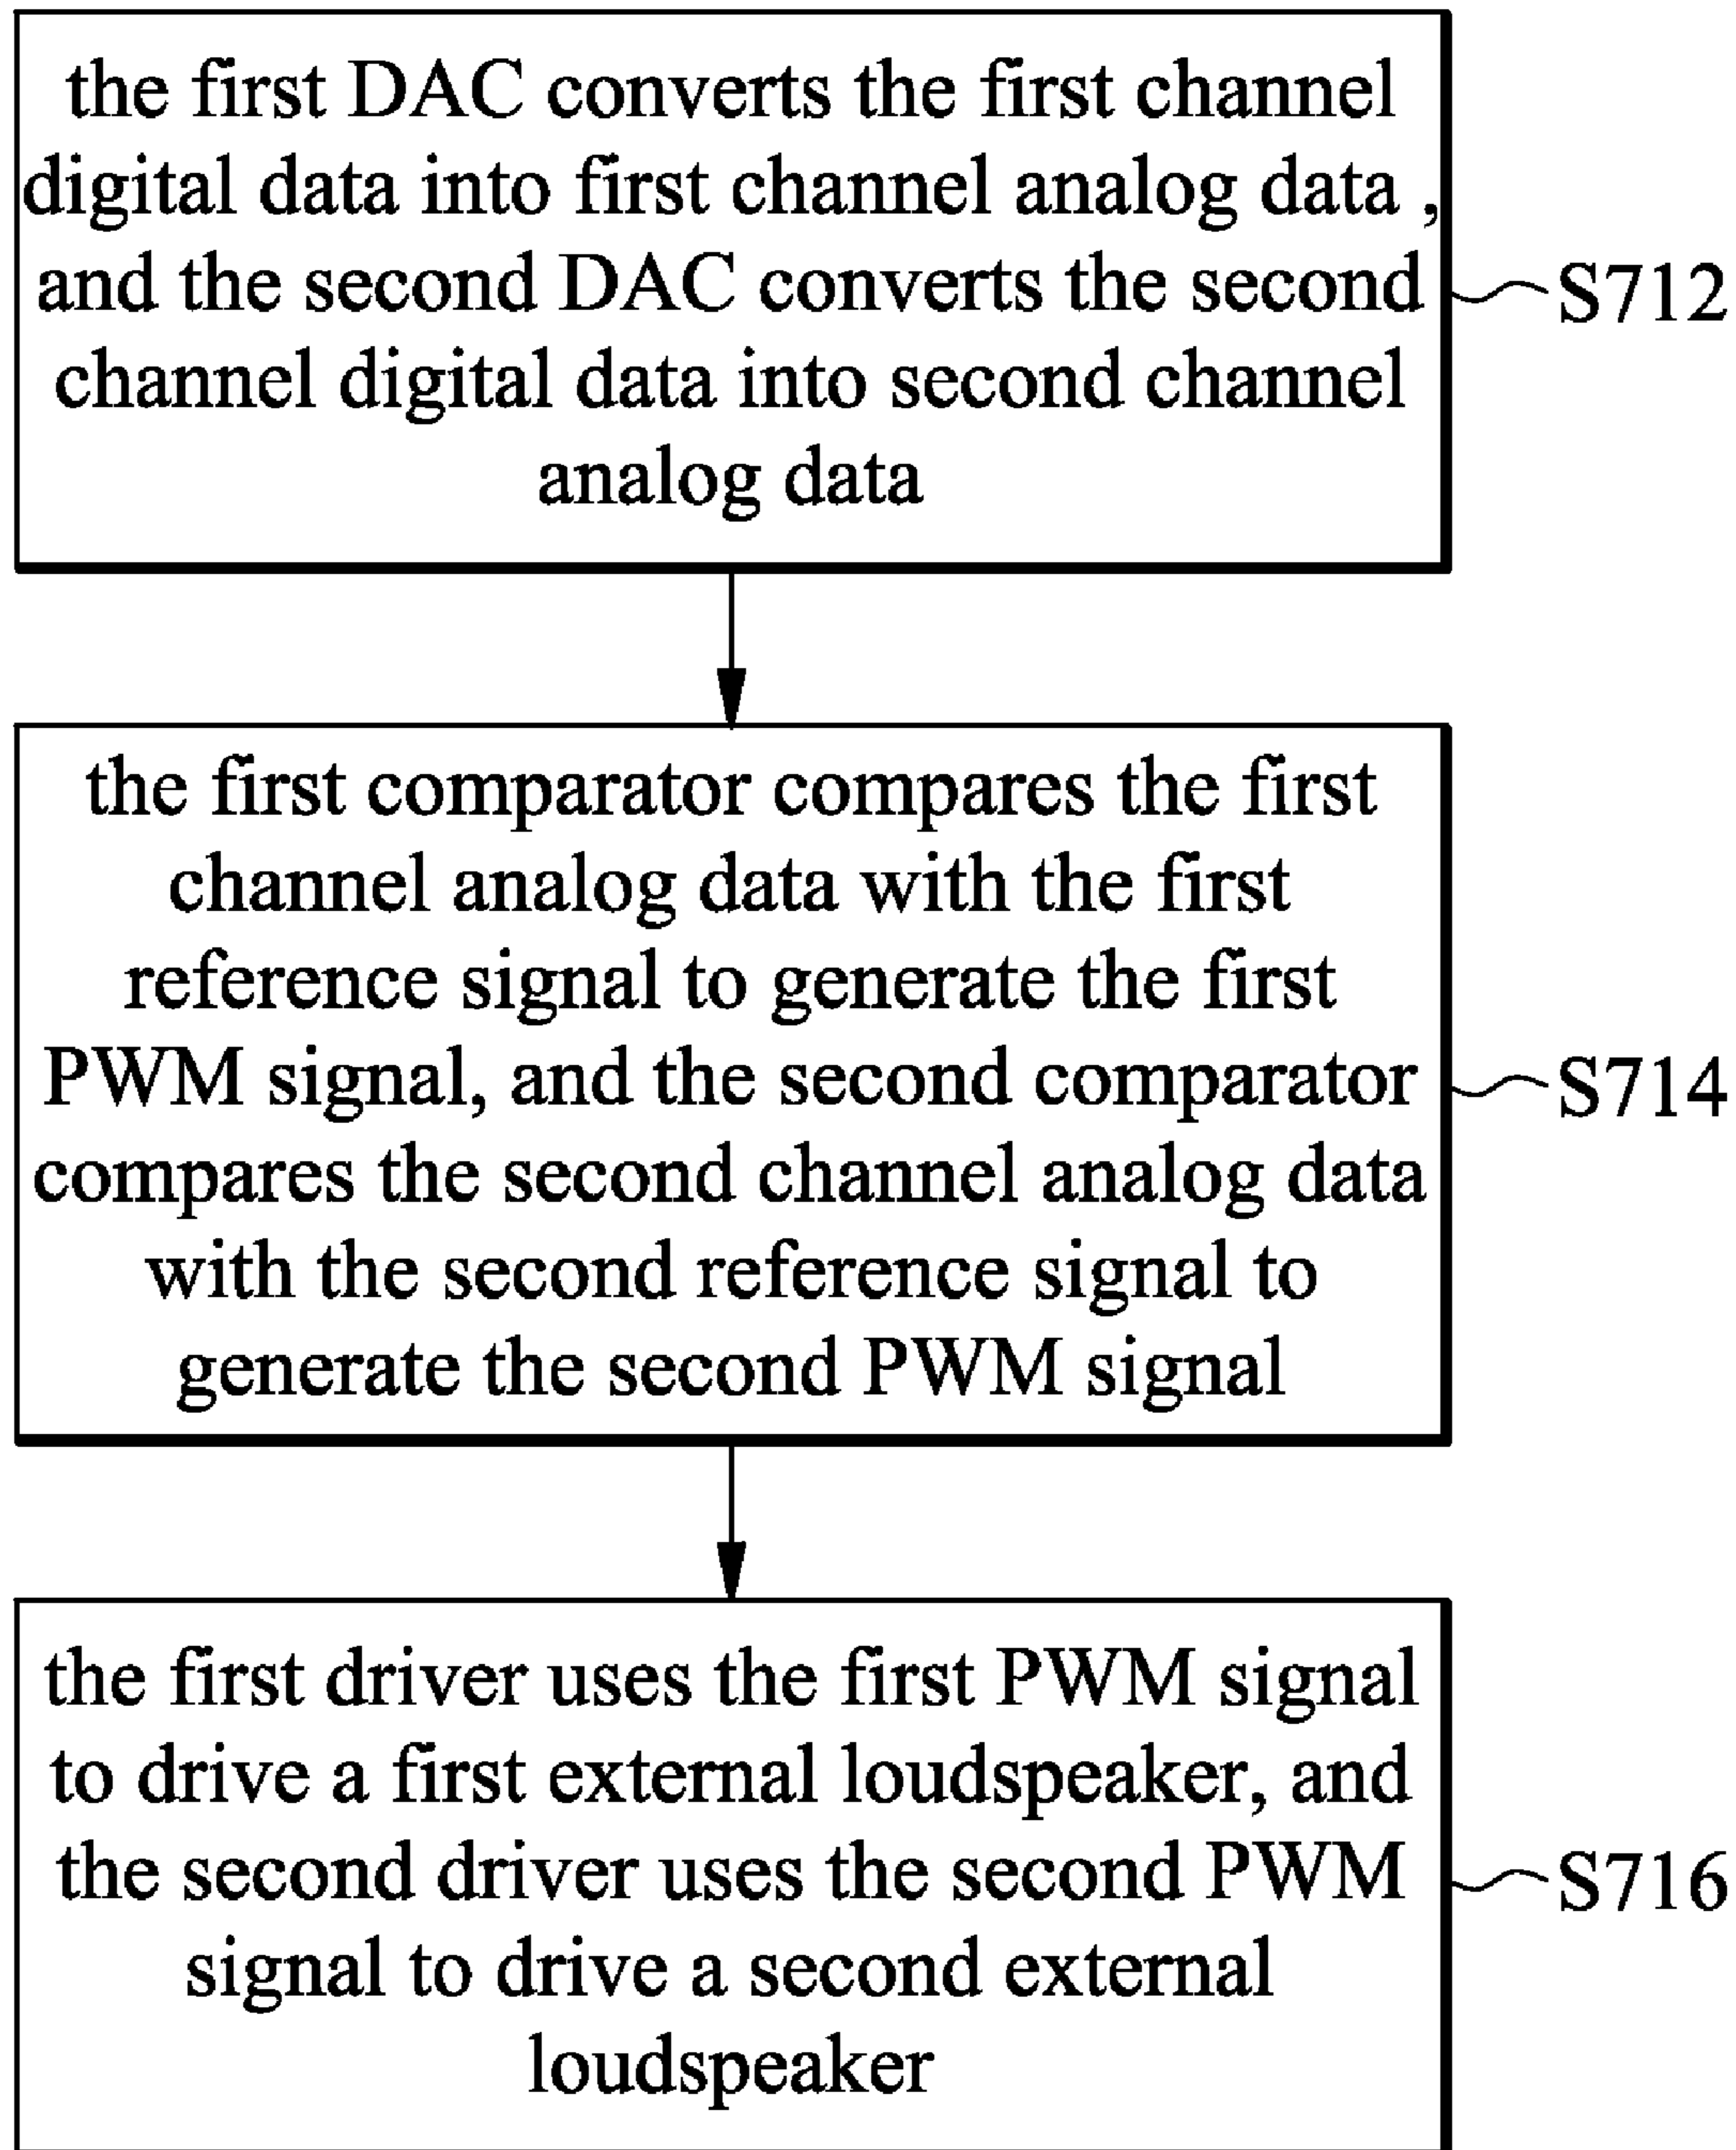 the first DAC converts the first channel
digital data into first channel analog data ,
and the second DAC converts the second
channel digital data into second channel
analog data
S712
the first comparator compares the first
channel analog data with the first
reference signal to generate the first
PWM signal, and the second comparator
compares the second channel analog data
with the second reference signal to
generate the second PWM signal
S714
the first driver uses the first PWM signal
to drive a first external loudspeaker, and
the second driver uses the second PWM
signal to drive a second external
loudspeaker
S716